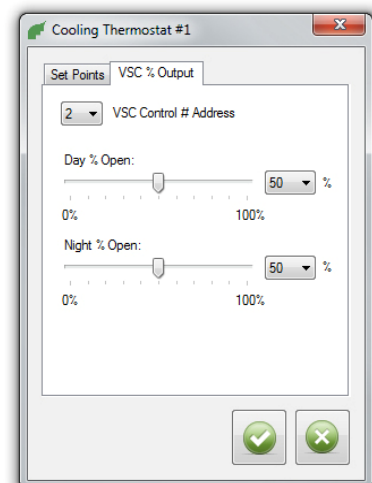 Cooling Thermostat #1
Set Points VSC % Output
2 VSC Control # Address
Day % Open:
50 %
0% 100%
Night % Open:
50 %
0% 100%